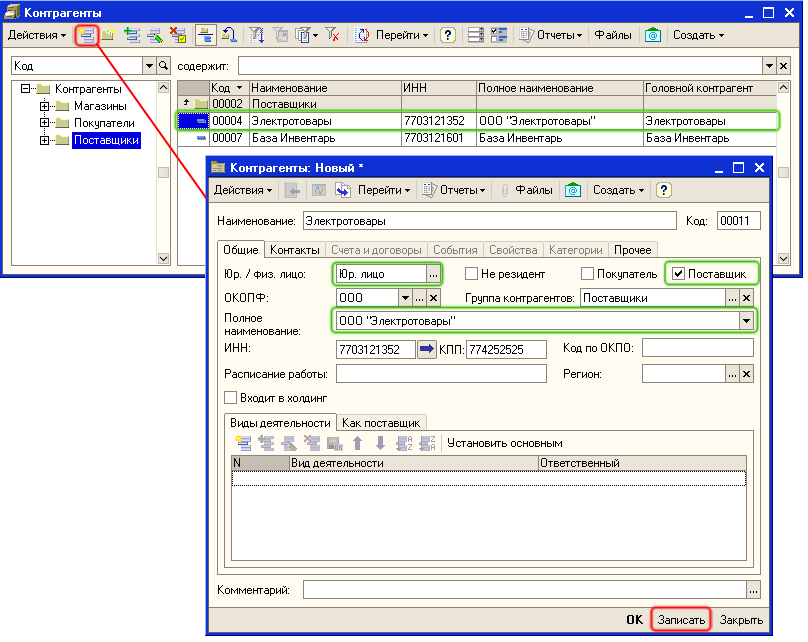 Контрагенты
Действия Перейти ? Отчеты Файлы Создать
Код содержит:
Контрагенты
Магазины
Покупатели
Поставщики
Код Наименование ИНН Полное наименование Головной контрагент
00002 Поставщики
00004 Электротовары 7703121352 ООО "Электротовары" Электротовары
00007 База Инвентарь 7703121601 База Инвентарь База Инвентарь
Контрагенты: Новый *
Действия Перейти Отчеты Файлы Создать ?
Наименование: Электротовары Код: 00011
Общие Контакты Счета и договоры События Свойства Категории Прочее
Юр. / физ. лицо: Юр. лицо ... Не резидент Покупатель Поставщик
ОКОПФ: ООО ... Группа контрагентов: Поставщики ...
Полное наименование: ООО "Электротовары"
ИНН: 7703121352 КПП: 774252525 Код по ОКПО:
Расписание работы: Регион: ...
Входит в холдинг
Виды деятельности Как поставщик
Установить основным
N Вид деятельности Ответственный
Комментарий: ...
OK Записать Закрыть